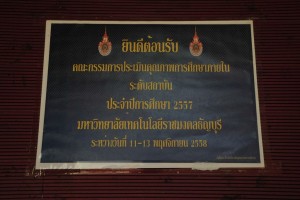 ยินดีต้อนรับ
คณะกรรมการประเมินคุณภาพการศึกษาภายใน
ระดับสถาบัน
ประจำปีการศึกษา 2557
มหาวิทยาลัยเทคโนโลยีราชมงคลธัญบุรี
ระหว่างวันที่ 11-13 พฤศจิกายน 2558